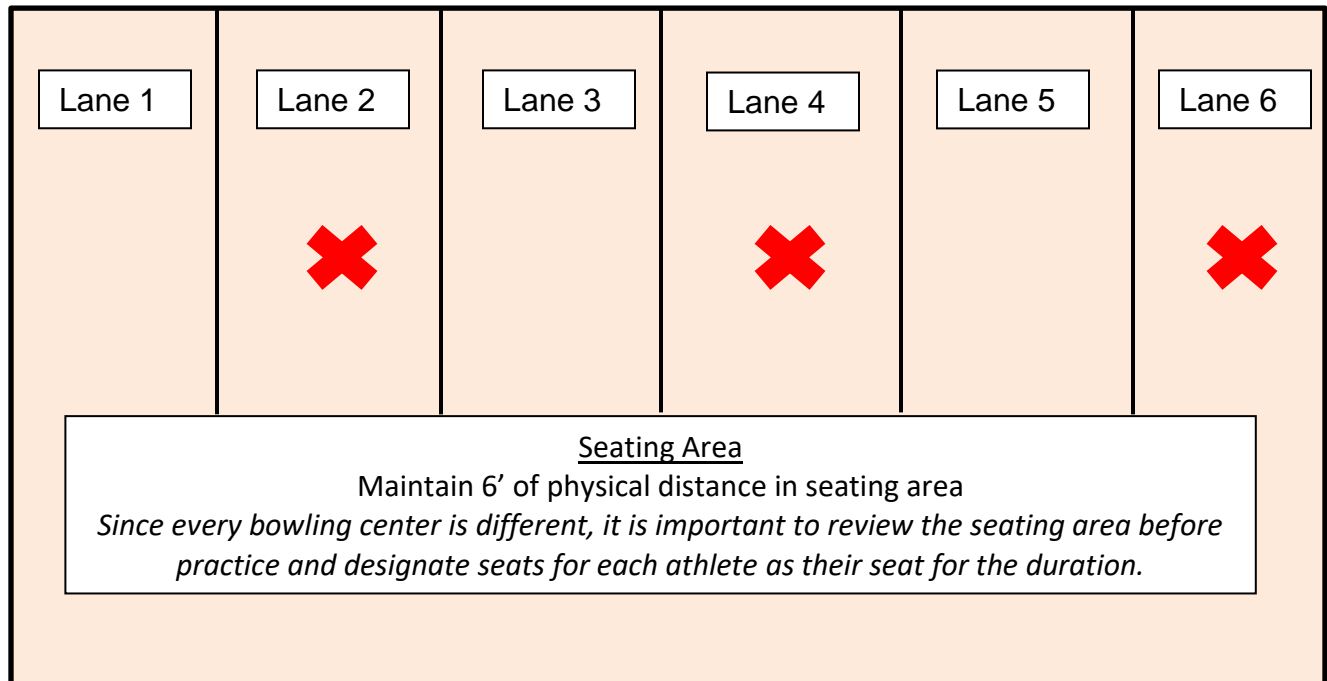 Lane 1
Lane 2
Lane 3
Lane 4
Lane 5
Lane 6
Seating Area
Maintain 6’ of physical distance in seating area
Since every bowling center is different, it is important to review the seating area before
practice and designate seats for each athlete as their seat for the duration.